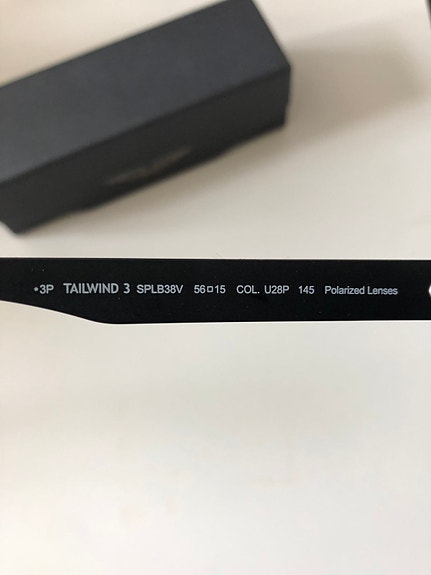 •3P TAILWIND 3 SPLB38V 56□15 COL. U28P 145 Polarized Lenses